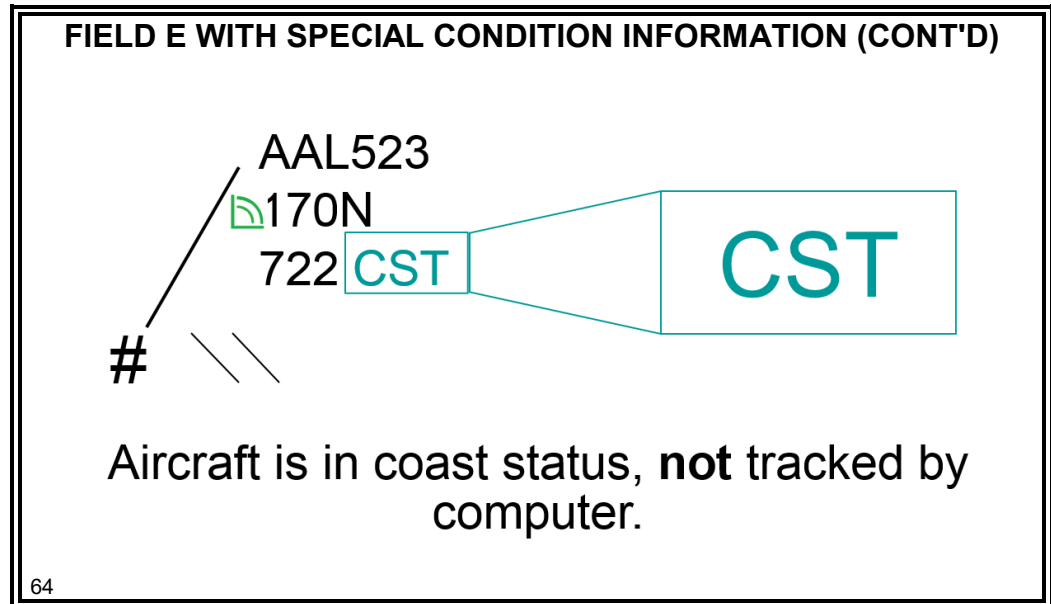 FIELD E WITH SPECIAL CONDITION INFORMATION (CONT'D)
AAL523
170N
722 CST
CST
#
Aircraft is in coast status, not tracked by
computer.
64